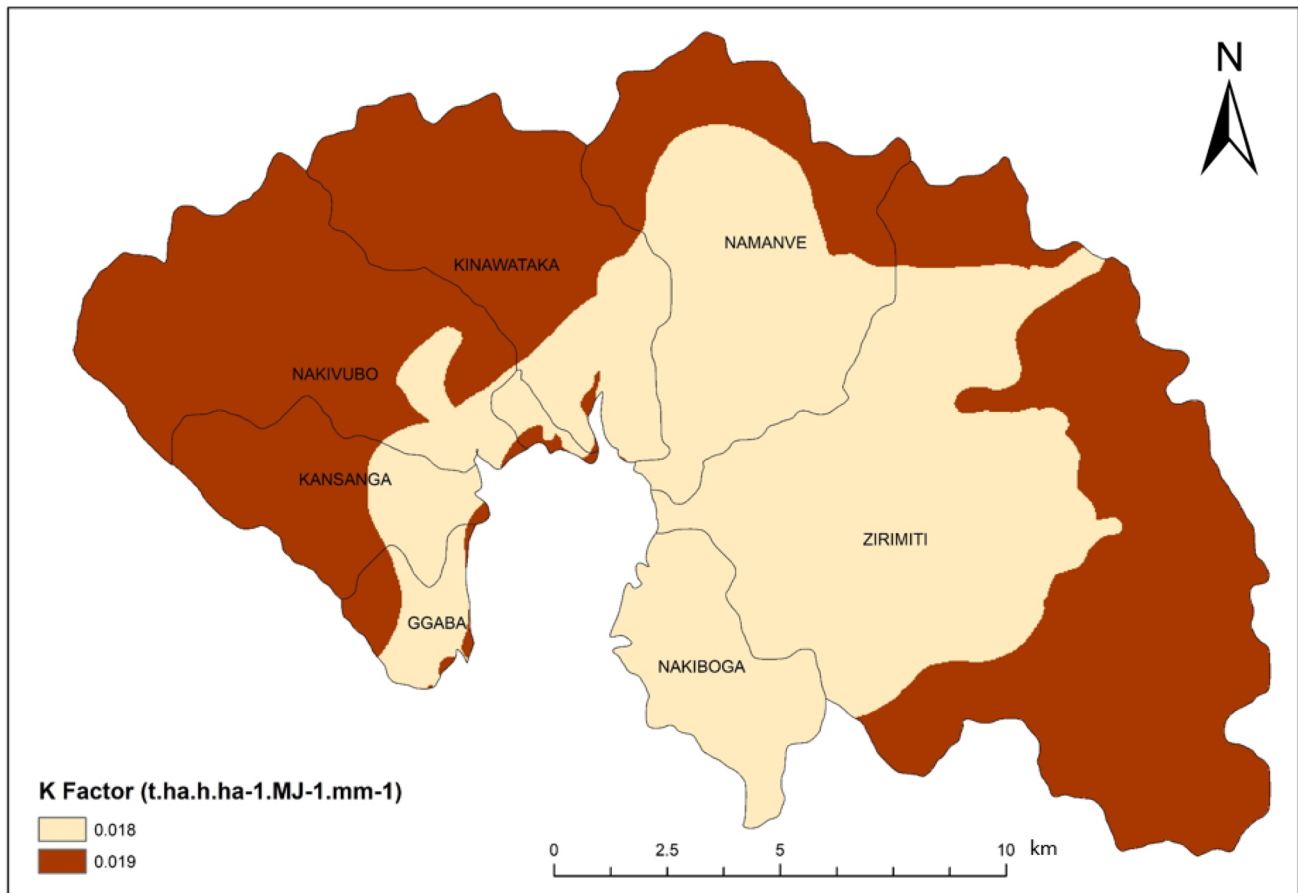 N
NAMANVE
KINAWATAKA
NAKIVUBO
KANSANGA
ZIRIMITI
GGABA
NAKIBOGA
K Factor (t.ha.h.ha-1.MJ-1.mm-1)
0.018
0.019
0 2.5 5 10 km